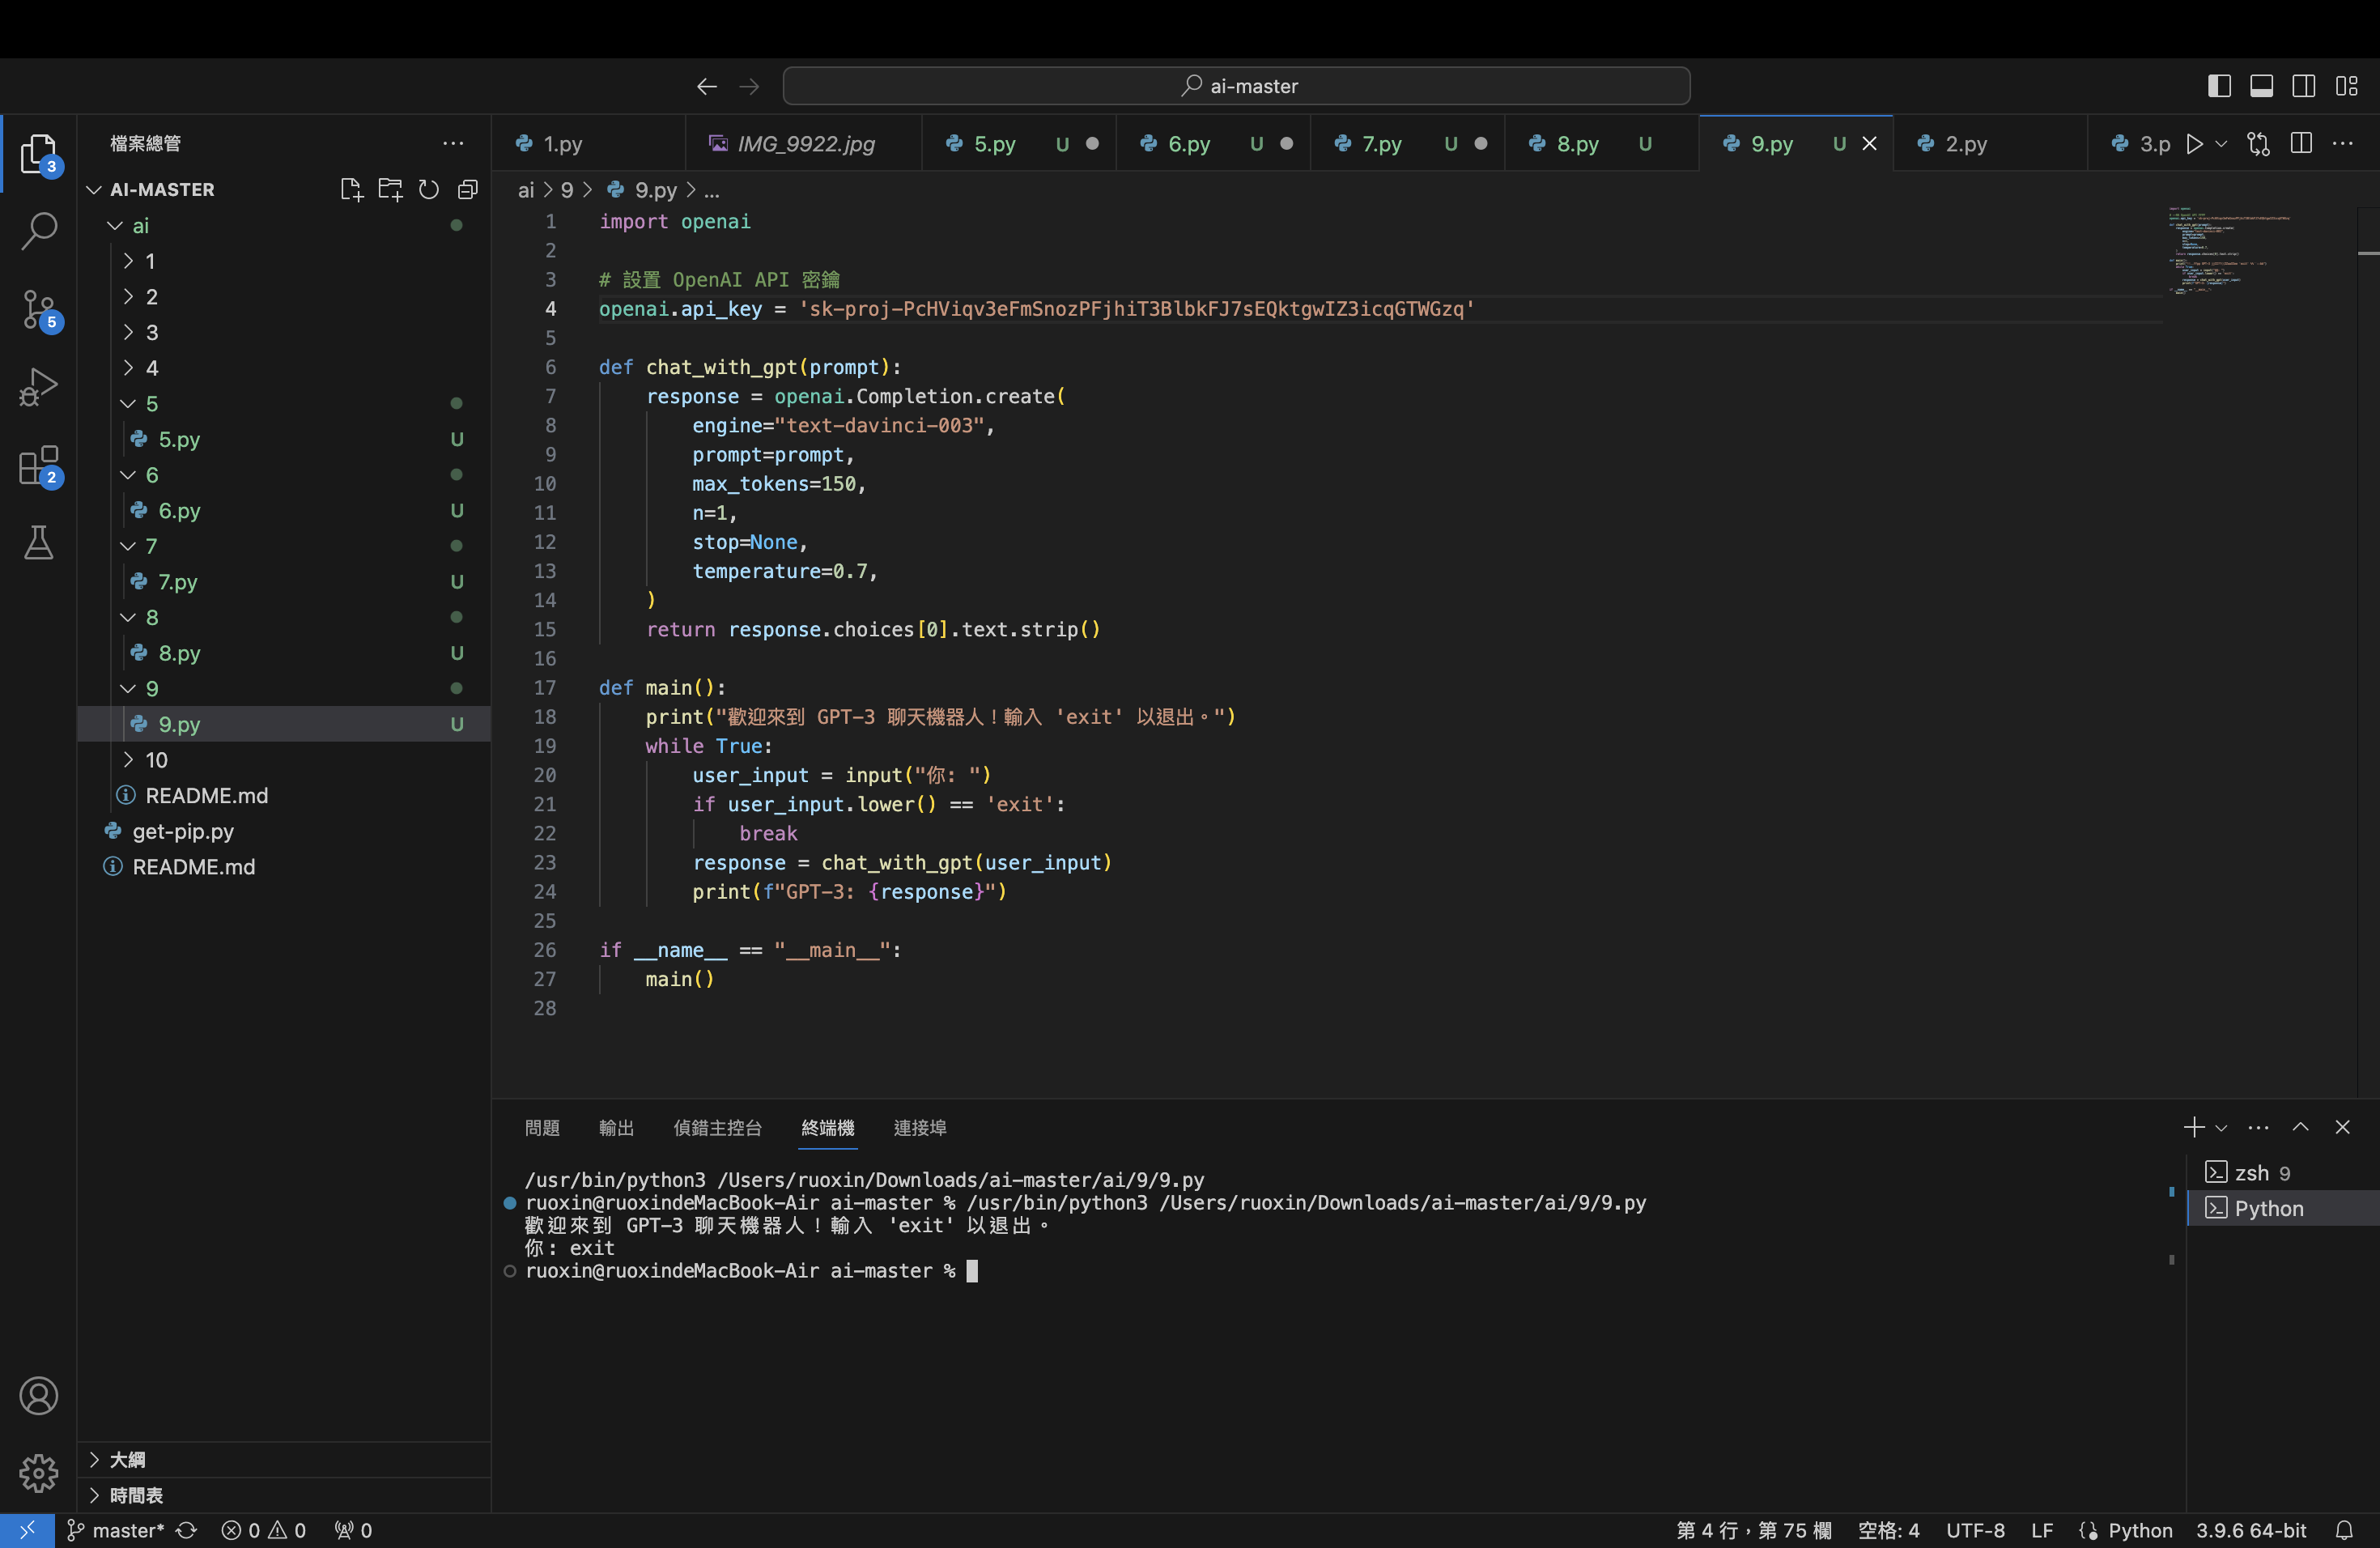 ai-master
檔案總管
1.py
IMG_9922.jpg
5.py U
6.py U
7.py U
8.py U
9.py U
2.py
3.p
AI-MASTER
ai > 9 > 9.py > ...
3
5
2
ai
1
2
3
4
5
5.py U
6
6.py U
7
7.py U
8
8.py U
9
9.py U
10
README.md
get-pip.py
README.md
大綱
時間表
1 import openai
2
3 # 設置 OpenAI API 密鑰
4 openai.api_key = 'sk-proj-PcHViqv3eFmSnozPFjhiT3BlbkFJ7sEQktgwIZ3icqGTWGzq'
5
6 def chat_with_gpt(prompt):
7 response = openai.Completion.create(
8 engine="text-davinci-003",
9 prompt=prompt,
10 max_tokens=150,
11 n=1,
12 stop=None,
13 temperature=0.7,
14 )
15 return response.choices[0].text.strip()
16
17 def main():
18 print("歡迎來到 GPT-3 聊天機器人！輸入 'exit' 以退出。")
19 while True:
20 user_input = input("你: ")
21 if user_input.lower() == 'exit':
22 break
23 response = chat_with_gpt(user_input)
24 print(f"GPT-3: {response}")
25
26 if __name__ == "__main__":
27 main()
28
問題 輸出 偵錯主控台 終端機 連接埠
/usr/bin/python3 /Users/ruoxin/Downloads/ai-master/ai/9/9.py
ruoxin@ruoxindeMacBook-Air ai-master % /usr/bin/python3 /Users/ruoxin/Downloads/ai-master/ai/9/9.py
歡迎來到 GPT-3 聊天機器人！輸入 'exit' 以退出。
你: exit
ruoxin@ruoxindeMacBook-Air ai-master %
zsh 9
Python
master* 0 0 0
第 4 行，第 75 欄 空格: 4 UTF-8 LF Python 3.9.6 64-bit